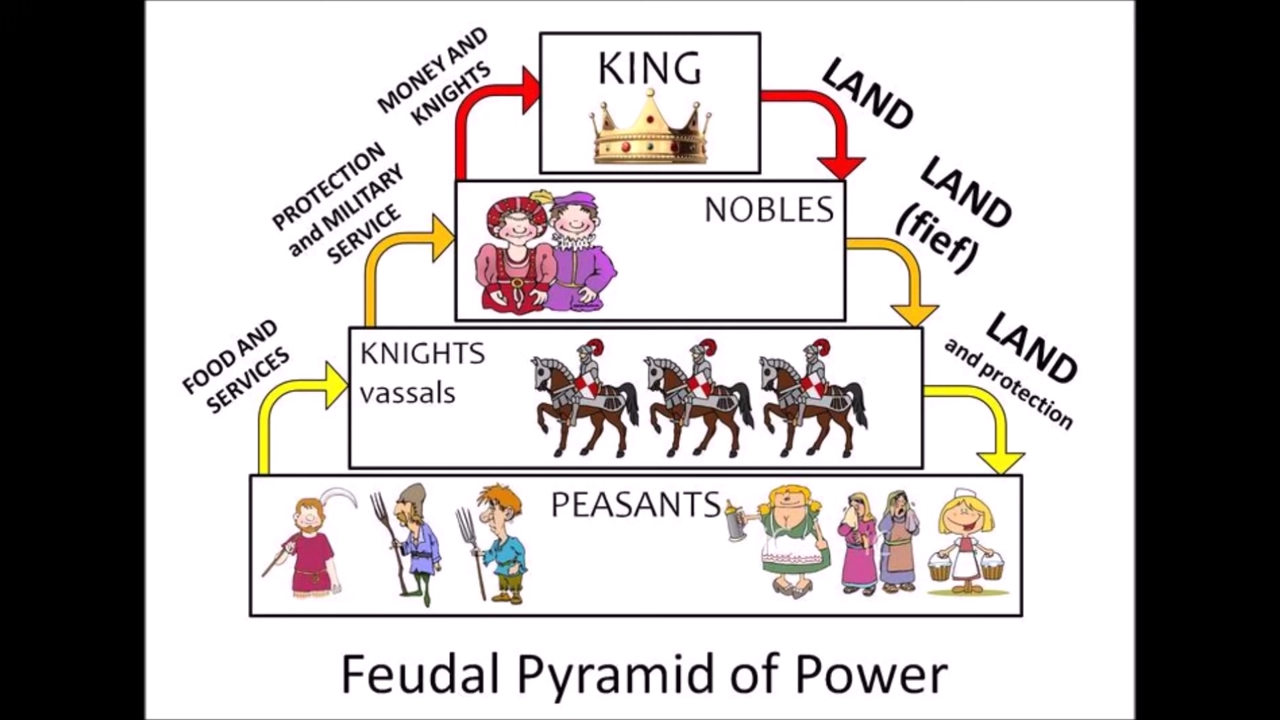 KING
MONEY AND
KNIGHTS
LAND
NOBLES
PROTECTION
and MILITARY
SERVICE
LAND
(fief)
KNIGHTS
vassals
FOOD AND
SERVICES
LAND
and protection
PEASANTS
Feudal Pyramid of Power